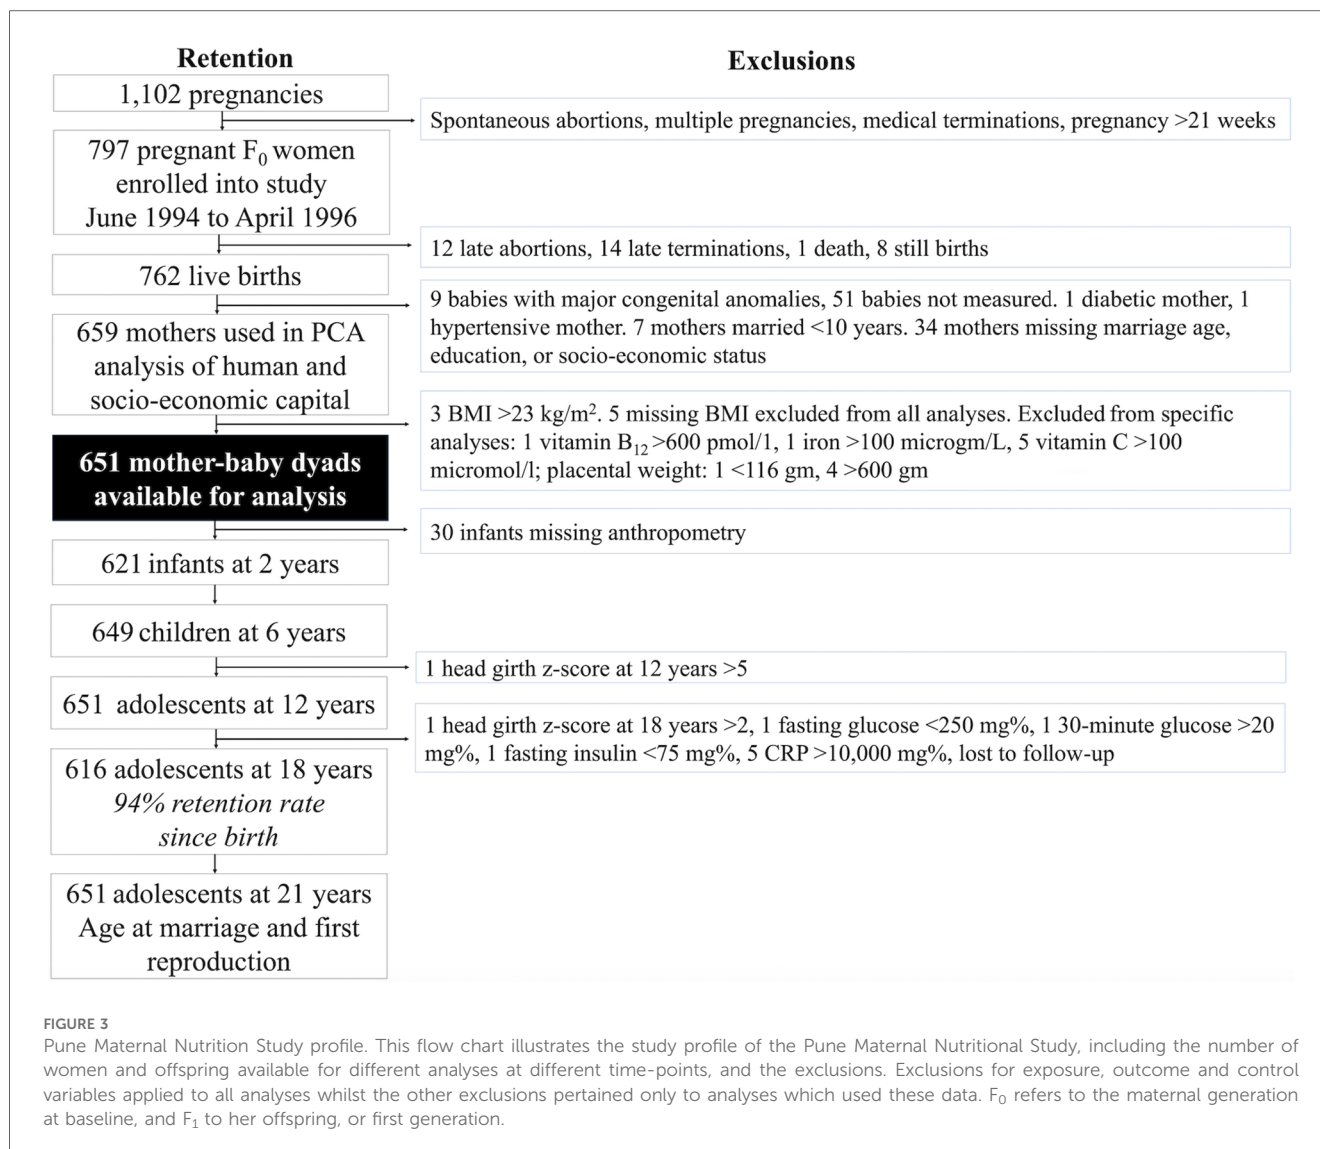 Retention
Exclusions
1,102 pregnancies
Spontaneous abortions, multiple pregnancies, medical terminations, pregnancy >21 weeks
797 pregnant F₀ women
enrolled into study
June 1994 to April 1996
12 late abortions, 14 late terminations, 1 death, 8 still births
762 live births
9 babies with major congenital anomalies, 51 babies not measured. 1 diabetic mother, 1
hypertensive mother. 7 mothers married <10 years. 34 mothers missing marriage age,
education, or socio-economic status
659 mothers used in PCA
analysis of human and
socio-economic capital
3 BMI >23 kg/m². 5 missing BMI excluded from all analyses. Excluded from specific
analyses: 1 vitamin B₁₂ >600 pmol/1, 1 iron >100 microgm/L, 5 vitamin C >100
micromol/l; placental weight: 1 <116 gm, 4 >600 gm
651 mother-baby dyads
available for analysis
30 infants missing anthropometry
621 infants at 2 years
649 children at 6 years
1 head girth z-score at 12 years >5
651 adolescents at 12 years
1 head girth z-score at 18 years >2, 1 fasting glucose <250 mg%, 1 30-minute glucose >20
mg%, 1 fasting insulin <75 mg%, 5 CRP >10,000 mg%, lost to follow-up
616 adolescents at 18 years
94% retention rate
since birth
651 adolescents at 21 years
Age at marriage and first
reproduction
FIGURE 3
Pune Maternal Nutrition Study profile. This flow chart illustrates the study profile of the Pune Maternal Nutritional Study, including the number of
women and offspring available for different analyses at different time-points, and the exclusions. Exclusions for exposure, outcome and control
variables applied to all analyses whilst the other exclusions pertained only to analyses which used these data. F₀ refers to the maternal generation
at baseline, and F₁ to her offspring, or first generation.